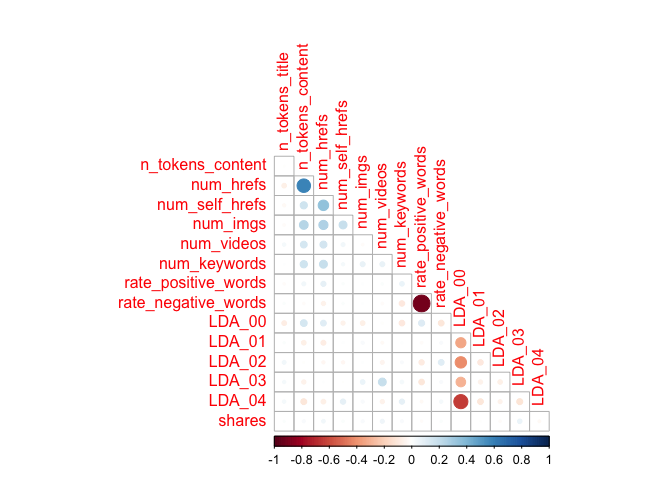 n_tokens_title
n_tokens_content
num_hrefs
num_self_hrefs
num_imgs
num_videos
num_keywords
rate_positive_words
rate_negative_words
LDA_00
LDA_01
LDA_02
LDA_03
LDA_04
n_tokens_content
num_hrefs
num_self_hrefs
num_imgs
num_videos
num_keywords
rate_positive_words
rate_negative_words
LDA_00
LDA_01
LDA_02
LDA_03
LDA_04
shares
-1 -0.8 -0.6 -0.4 -0.2 0 0.2 0.4 0.6 0.8 1